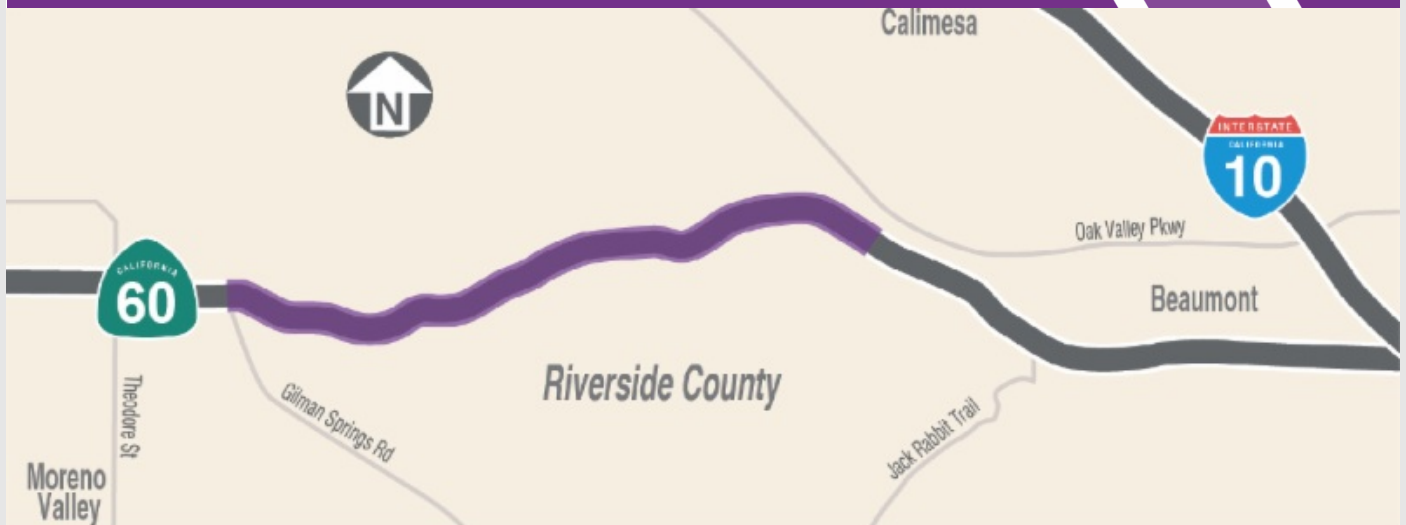 Calimesa
N
INTERSTATE
CALIFORNIA
10
Oak Valley Pkwy
CALIFORNIA
60
Beaumont
Riverside County
Theodore St
Gilman Springs Rd
Jack Rabbit Trail
Moreno
Valley